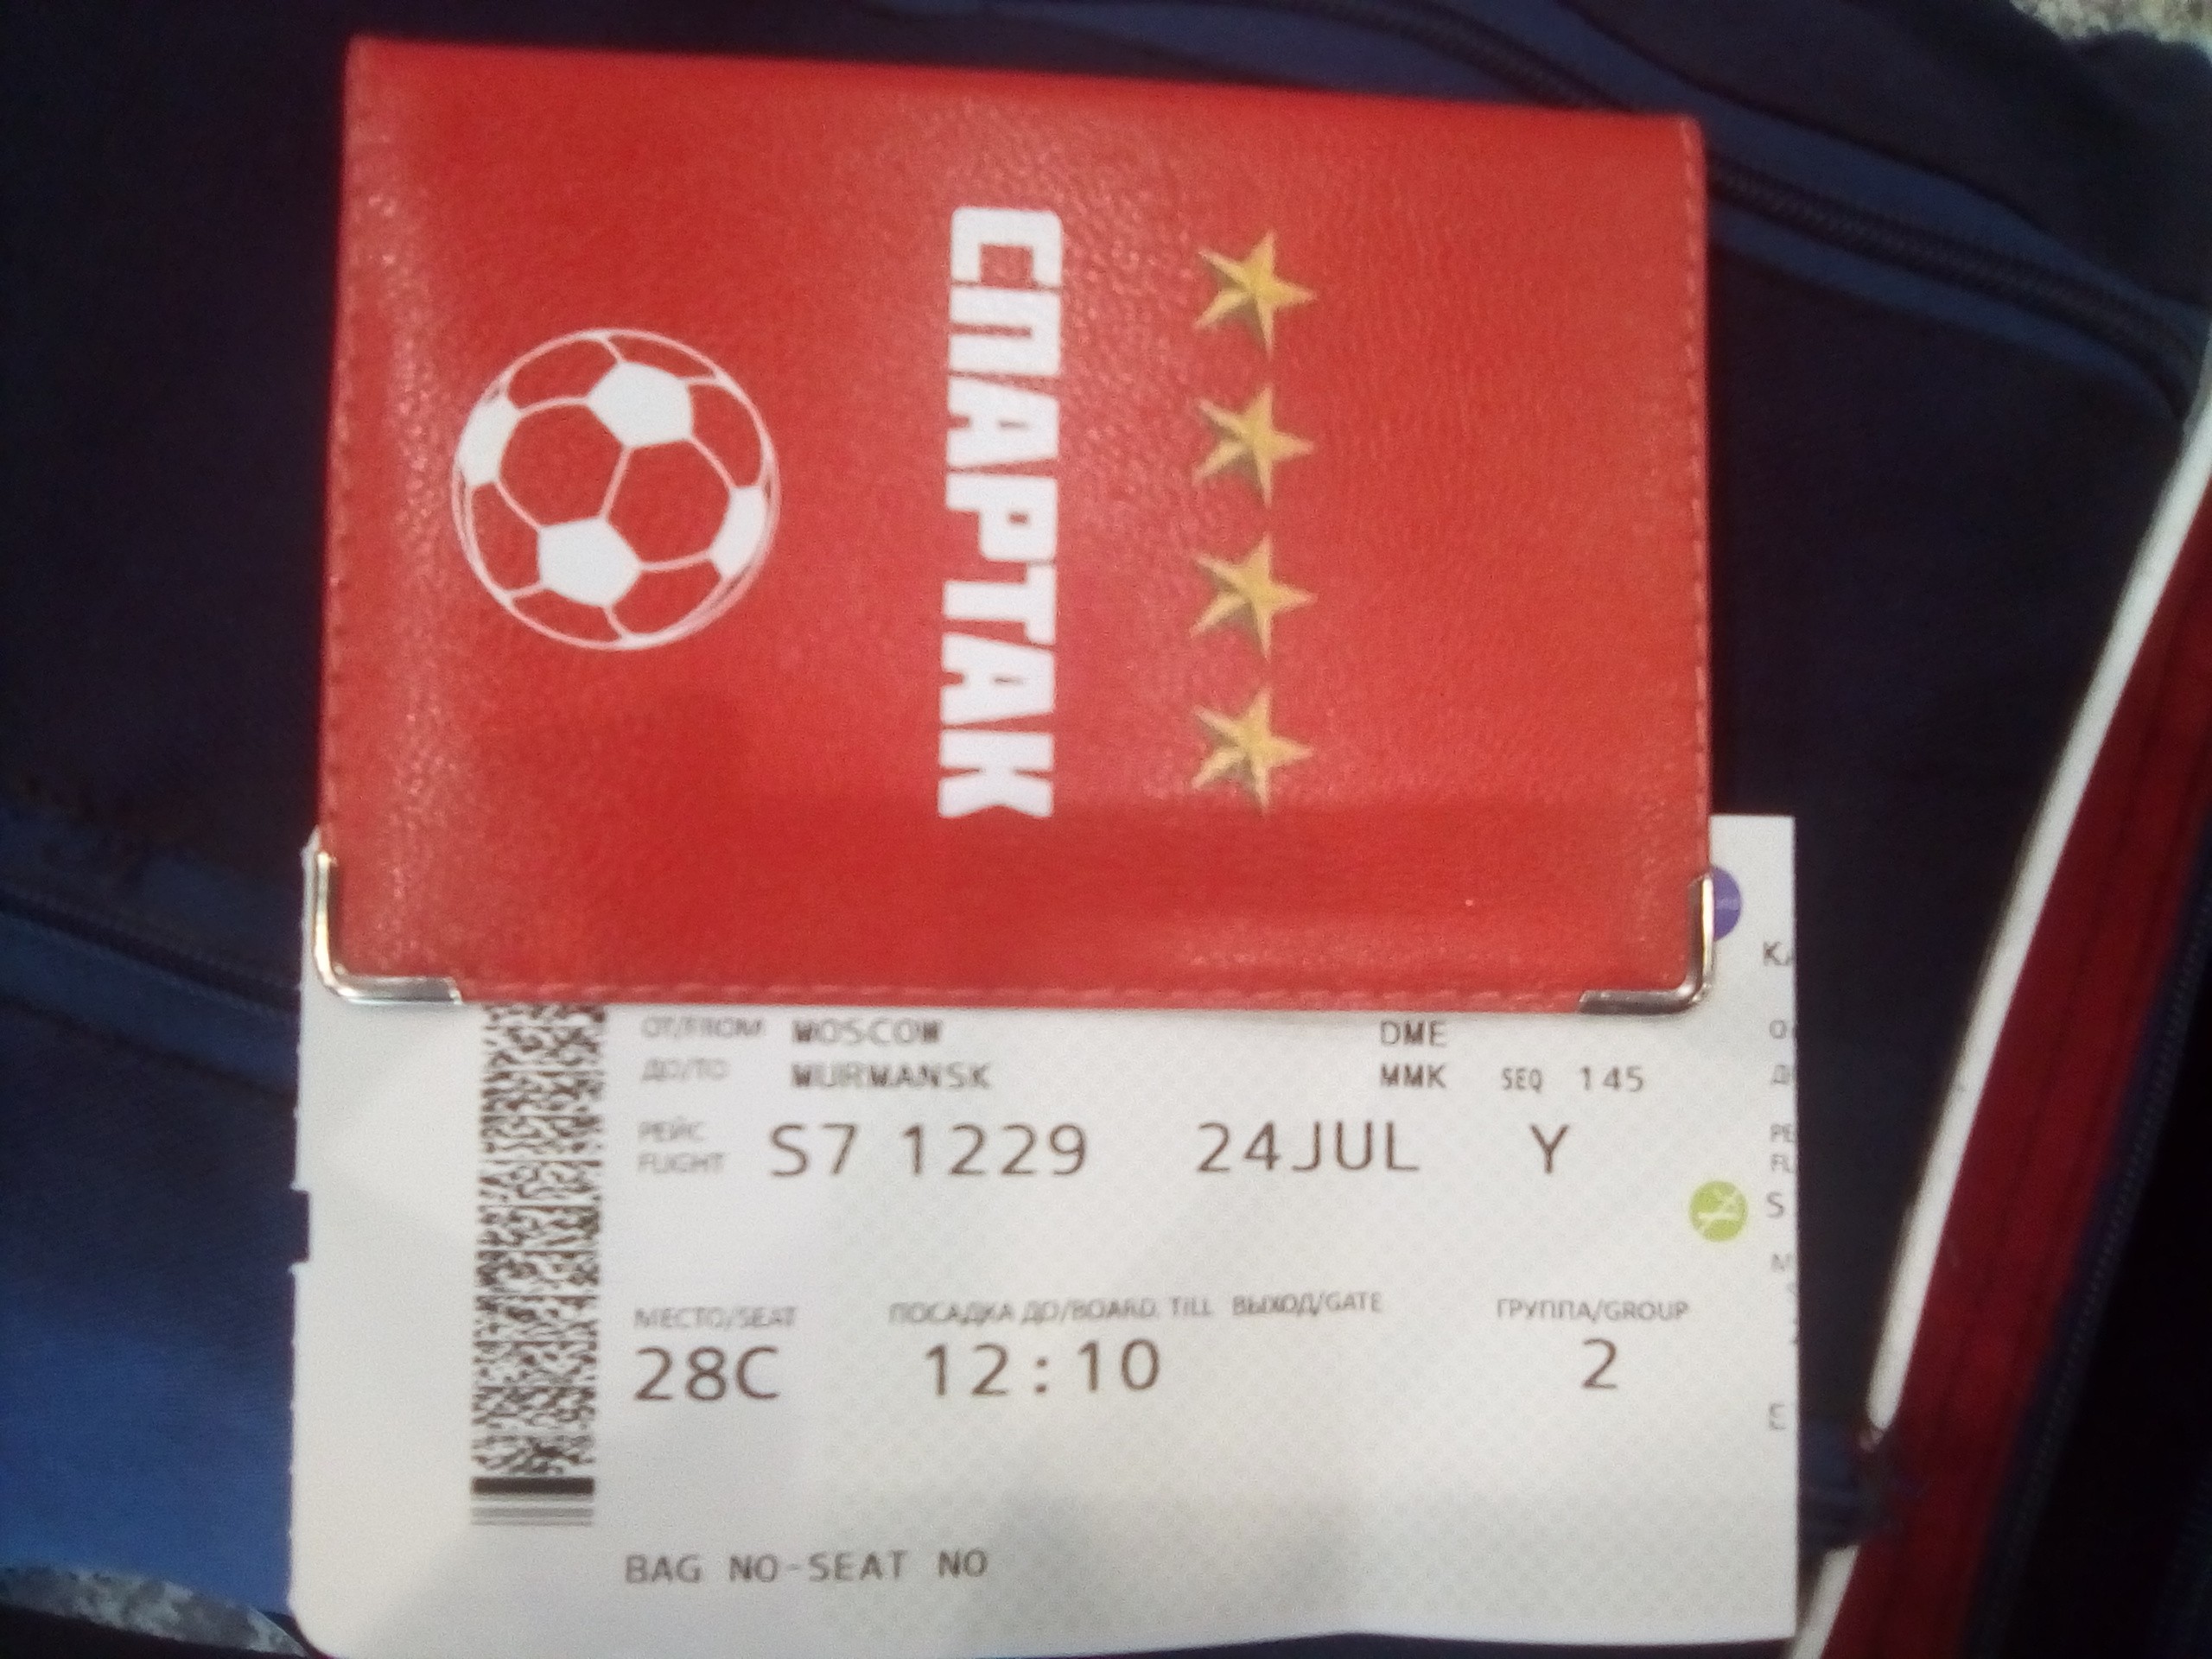 СПАРТАК
ОТ/FROM MOSCOW DME
ДО/TO MURMANSK MMK SEQ 145
РЕЙС
FLIGHT S7 1229 24JUL Y
МЕСТО/SEAT ПОСАДКА ДО/BOARD. TILL ВЫХОД/GATE ГРУППА/GROUP
28C 12:10 2
BAG NO-SEAT NO